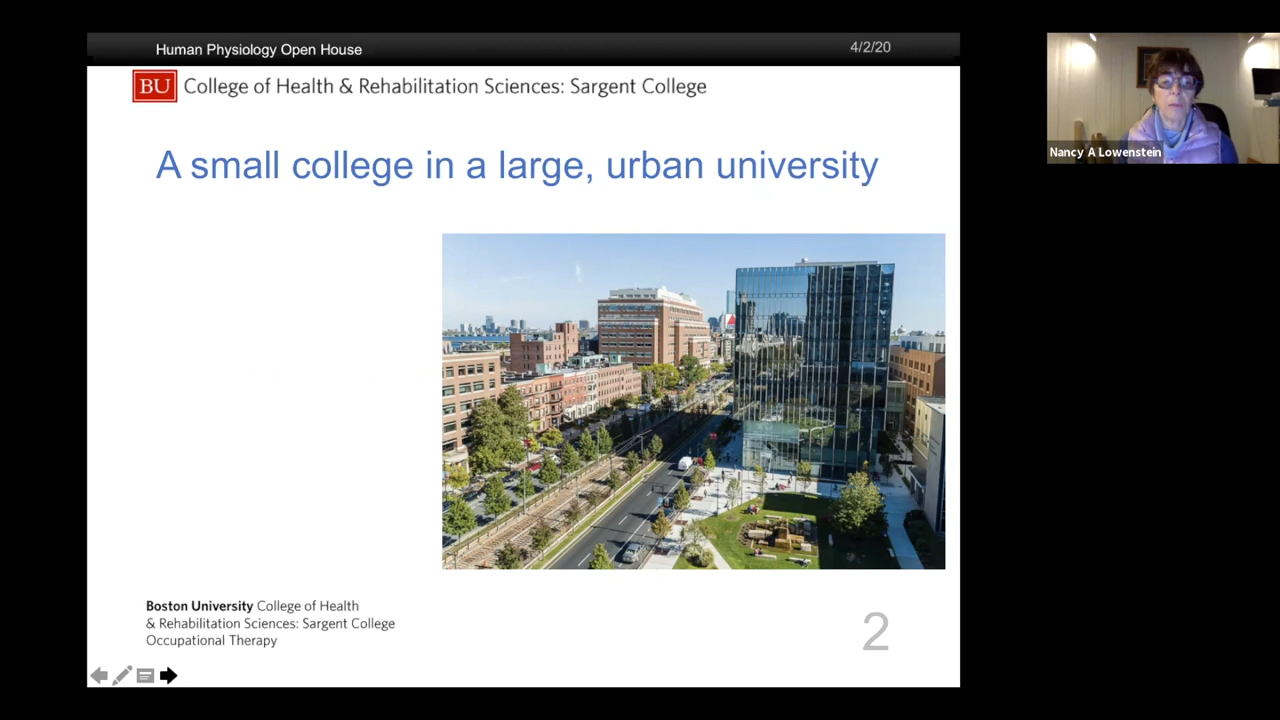 Human Physiology Open House
4/2/20
BU College of Health & Rehabilitation Sciences: Sargent College
A small college in a large, urban university
Boston University College of Health
& Rehabilitation Sciences: Sargent College
Occupational Therapy
2
Nancy A Lowenstein